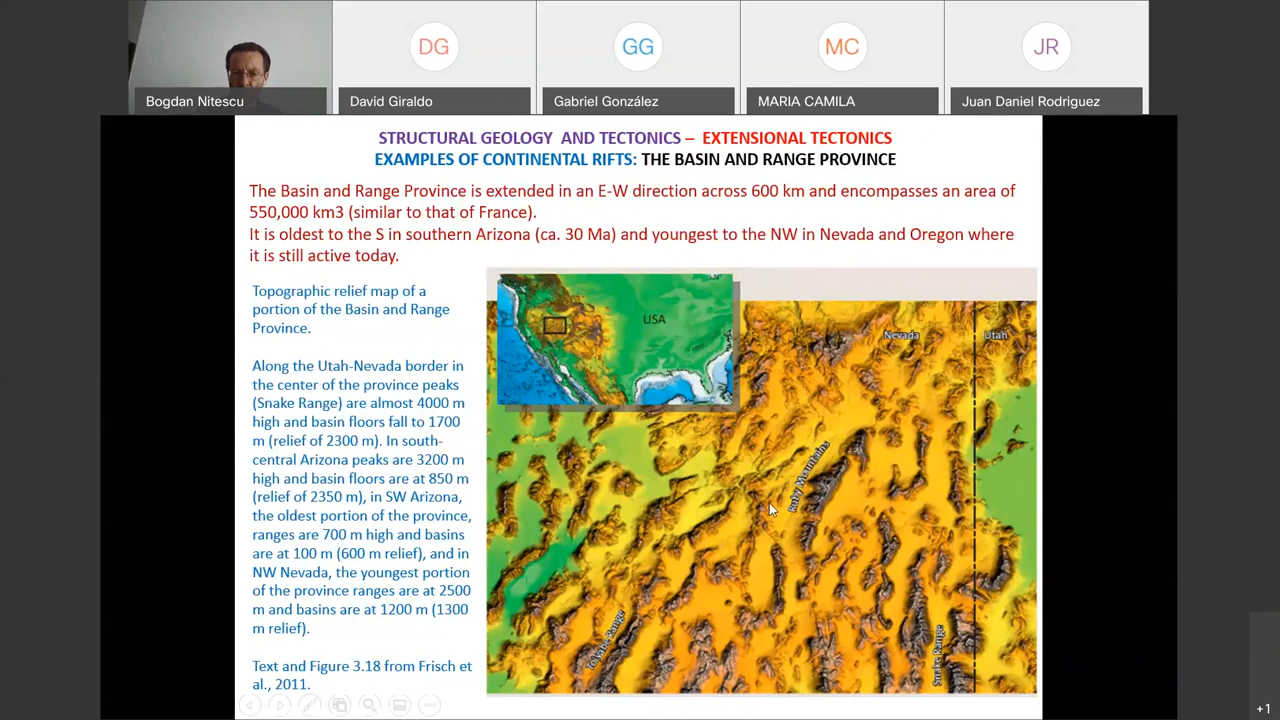 DG
GG
MC
JR
Bogdan Nitescu
David Giraldo
Gabriel González
MARIA CAMILA
Juan Daniel Rodriguez
STRUCTURAL GEOLOGY AND TECTONICS – EXTENSIONAL TECTONICS
EXAMPLES OF CONTINENTAL RIFTS: THE BASIN AND RANGE PROVINCE
The Basin and Range Province is extended in an E-W direction across 600 km and encompasses an area of
550,000 km3 (similar to that of France).
It is oldest to the S in southern Arizona (ca. 30 Ma) and youngest to the NW in Nevada and Oregon where
it is still active today.
Topographic relief map of a
portion of the Basin and Range
Province.
Along the Utah-Nevada border in
the center of the province peaks
(Snake Range) are almost 4000 m
high and basin floors fall to 1700
m (relief of 2300 m). In south-
central Arizona peaks are 3200 m
high and basin floors are at 850 m
(relief of 2350 m), in SW Arizona,
the oldest portion of the province,
ranges are 700 m high and basins
are at 100 m (600 m relief), and in
NW Nevada, the youngest portion
of the province ranges are at 2500
m and basins are at 1200 m (1300
m relief).
Text and Figure 3.18 from Frisch et
al., 2011.
USA
Nevada
Utah
Ruby Mountains
Toiyabe Range
Snake Range
+1